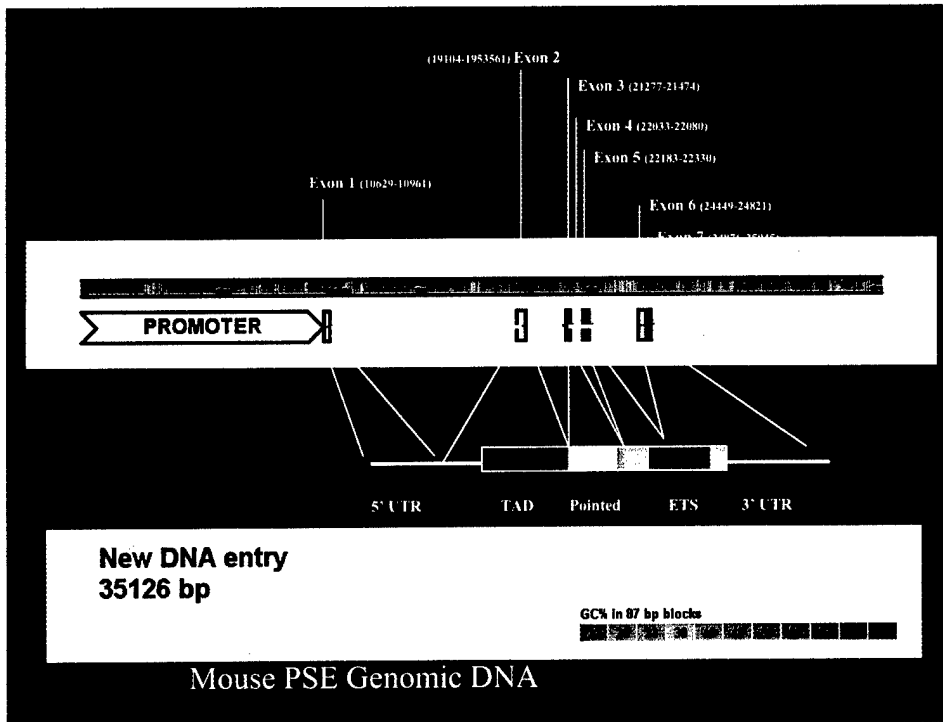 (19104-1953561) Exon 2
Exon 3 (21277-21474)
Exon 4 (22033-22080)
Exon 5 (22183-22330)
Exon 1 (10629-10961)
Exon 6 (24449-24821)
Exon 7
PROMOTER
5' UTR TAD Pointed ETS 3' UTR
New DNA entry
35126 bp
GC% in 87 bp blocks
Mouse PSE Genomic DNA